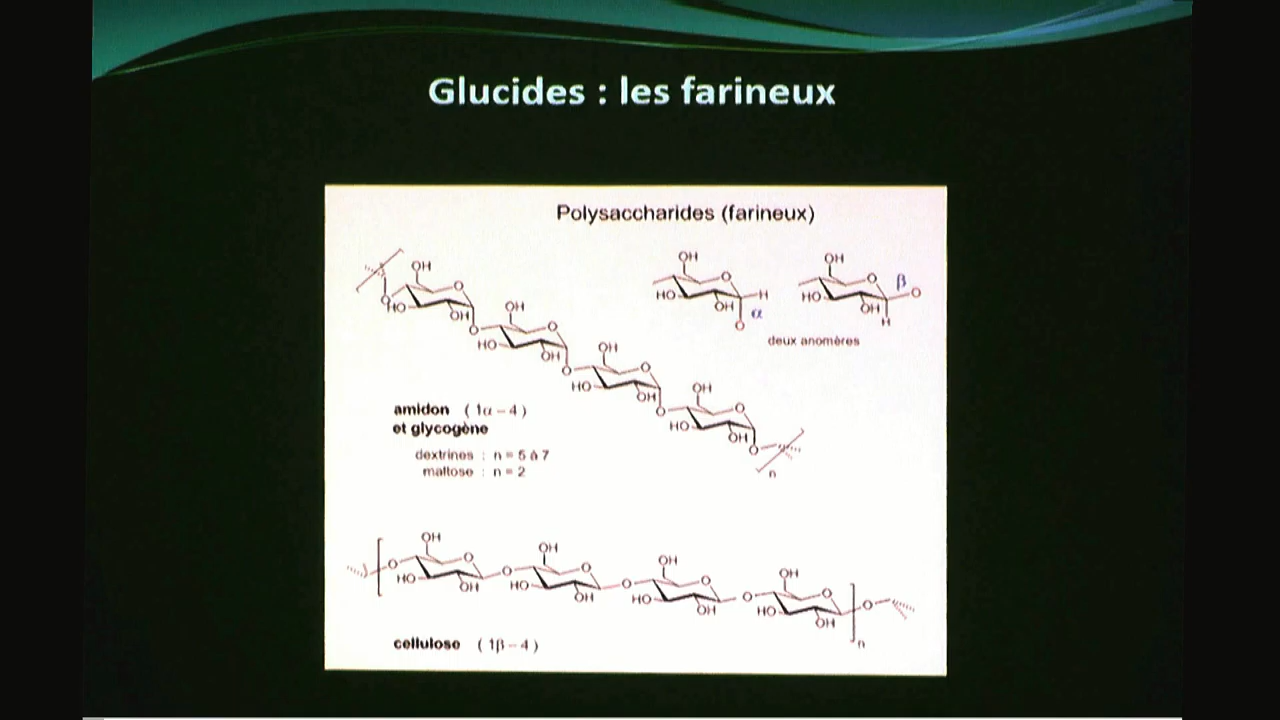 Glucides : les farineux
Polysaccharides (farineux)
OH
O
HO
OH
O
OH
O
HO
OH
O
OH
O
HO
OH
O
OH
O
HO
OH
O
n
OH
O
HO
OH
H
α
O
OH
O
HO
OH
β
O
H
deux anomères
amidon ( 1α – 4 )
et glycogène
dextrines : n = 5 à 7
maltose : n = 2
O
OH
O
HO
OH
O
OH
O
HO
OH
O
OH
O
HO
OH
O
OH
O
HO
OH
O
n
cellulose ( 1β – 4 )